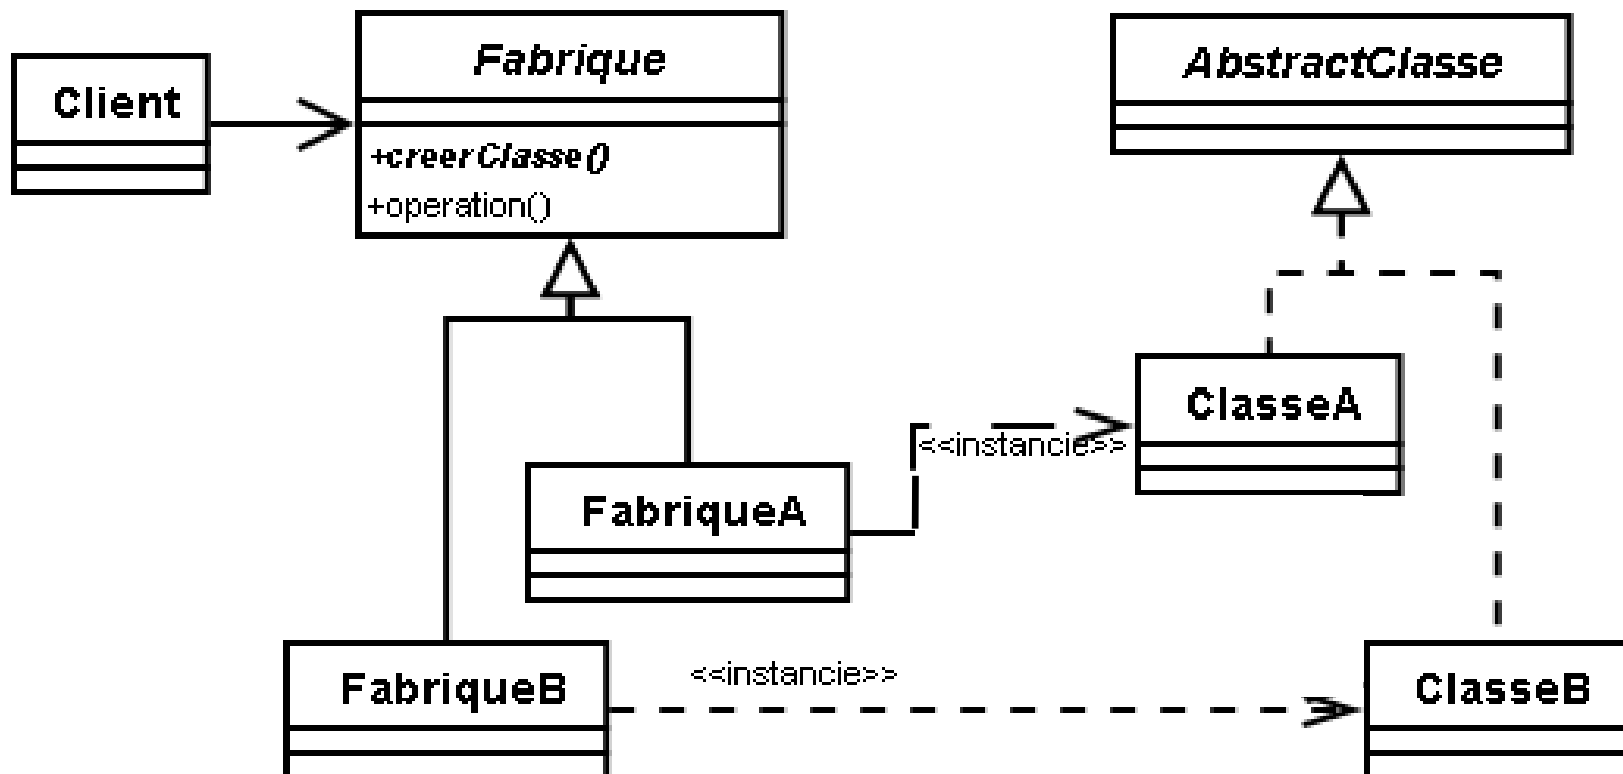 Fabrique
AbstractClasse
Client
+creerClasse()
+operation()
ClasseA
<<instancie>>
FabriqueA
<<instancie>>
FabriqueB
ClasseB